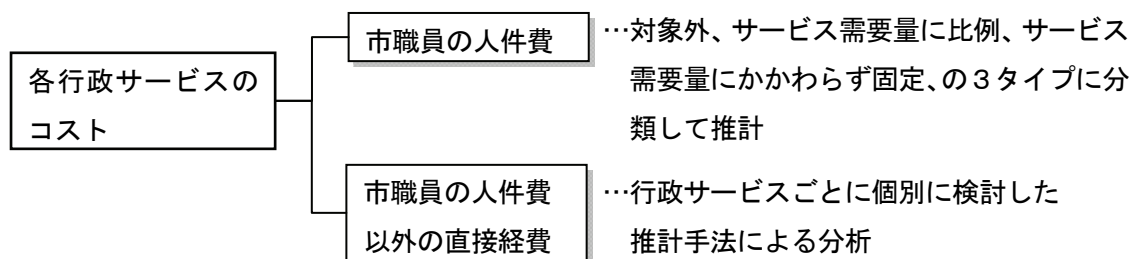 各行政サービスの
コスト
市職員の人件費
…対象外、サービス需要量に比例、サービス
需要量にかかわらず固定、の３タイプに分
類して推計
市職員の人件費
以外の直接経費
…行政サービスごとに個別に検討した
推計手法による分析